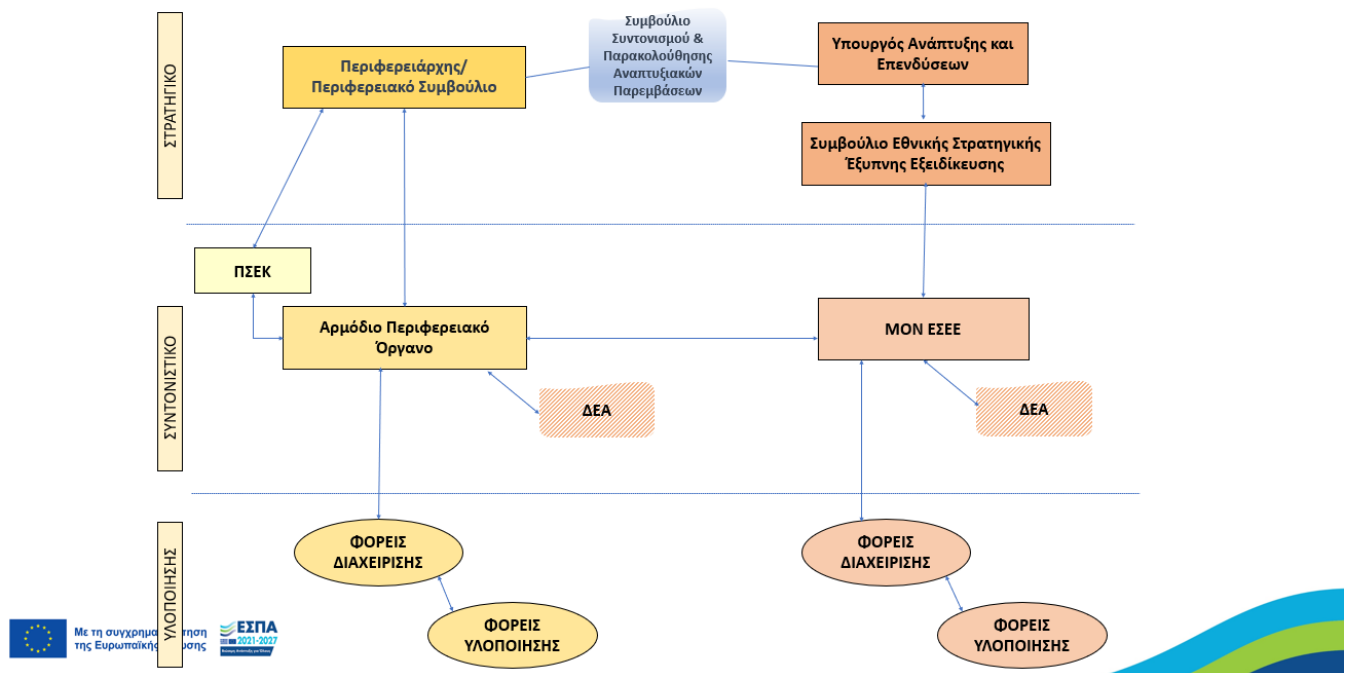 ΣΤΡΑΤΗΓΙΚΟ
Περιφερειάρχης/
Περιφερειακό Συμβούλιο
Συμβούλιο
Συντονισμού &
Παρακολούθησης
Αναπτυξιακών
Παρεμβάσεων
Υπουργός Ανάπτυξης και
Επενδύσεων
Συμβούλιο Εθνικής Στρατηγικής
Έξυπνης Εξειδίκευσης
ΣΥΝΤΟΝΙΣΤΙΚΟ
ΠΣΕΚ
Αρμόδιο Περιφερειακό
Όργανο
ΜΟΝ ΕΣΕΕ
ΔΕΑ
ΔΕΑ
ΥΛΟΠΟΙΗΣΗΣ
ΦΟΡΕΙΣ
ΔΙΑΧΕΙΡΙΣΗΣ
ΦΟΡΕΙΣ
ΥΛΟΠΟΙΗΣΗΣ
ΦΟΡΕΙΣ
ΔΙΑΧΕΙΡΙΣΗΣ
ΦΟΡΕΙΣ
ΥΛΟΠΟΙΗΣΗΣ
Με τη
της
ΕΣΠΑ
2021-2027